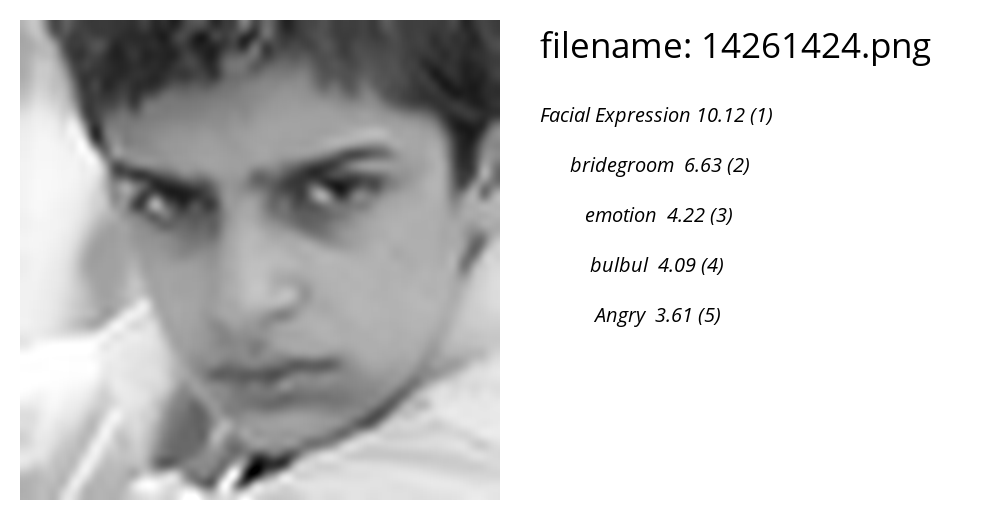 filename: 14261424.png
Facial Expression 10.12 (1)
bridegroom 6.63 (2)
emotion 4.22 (3)
bulbul 4.09 (4)
Angry 3.61 (5)